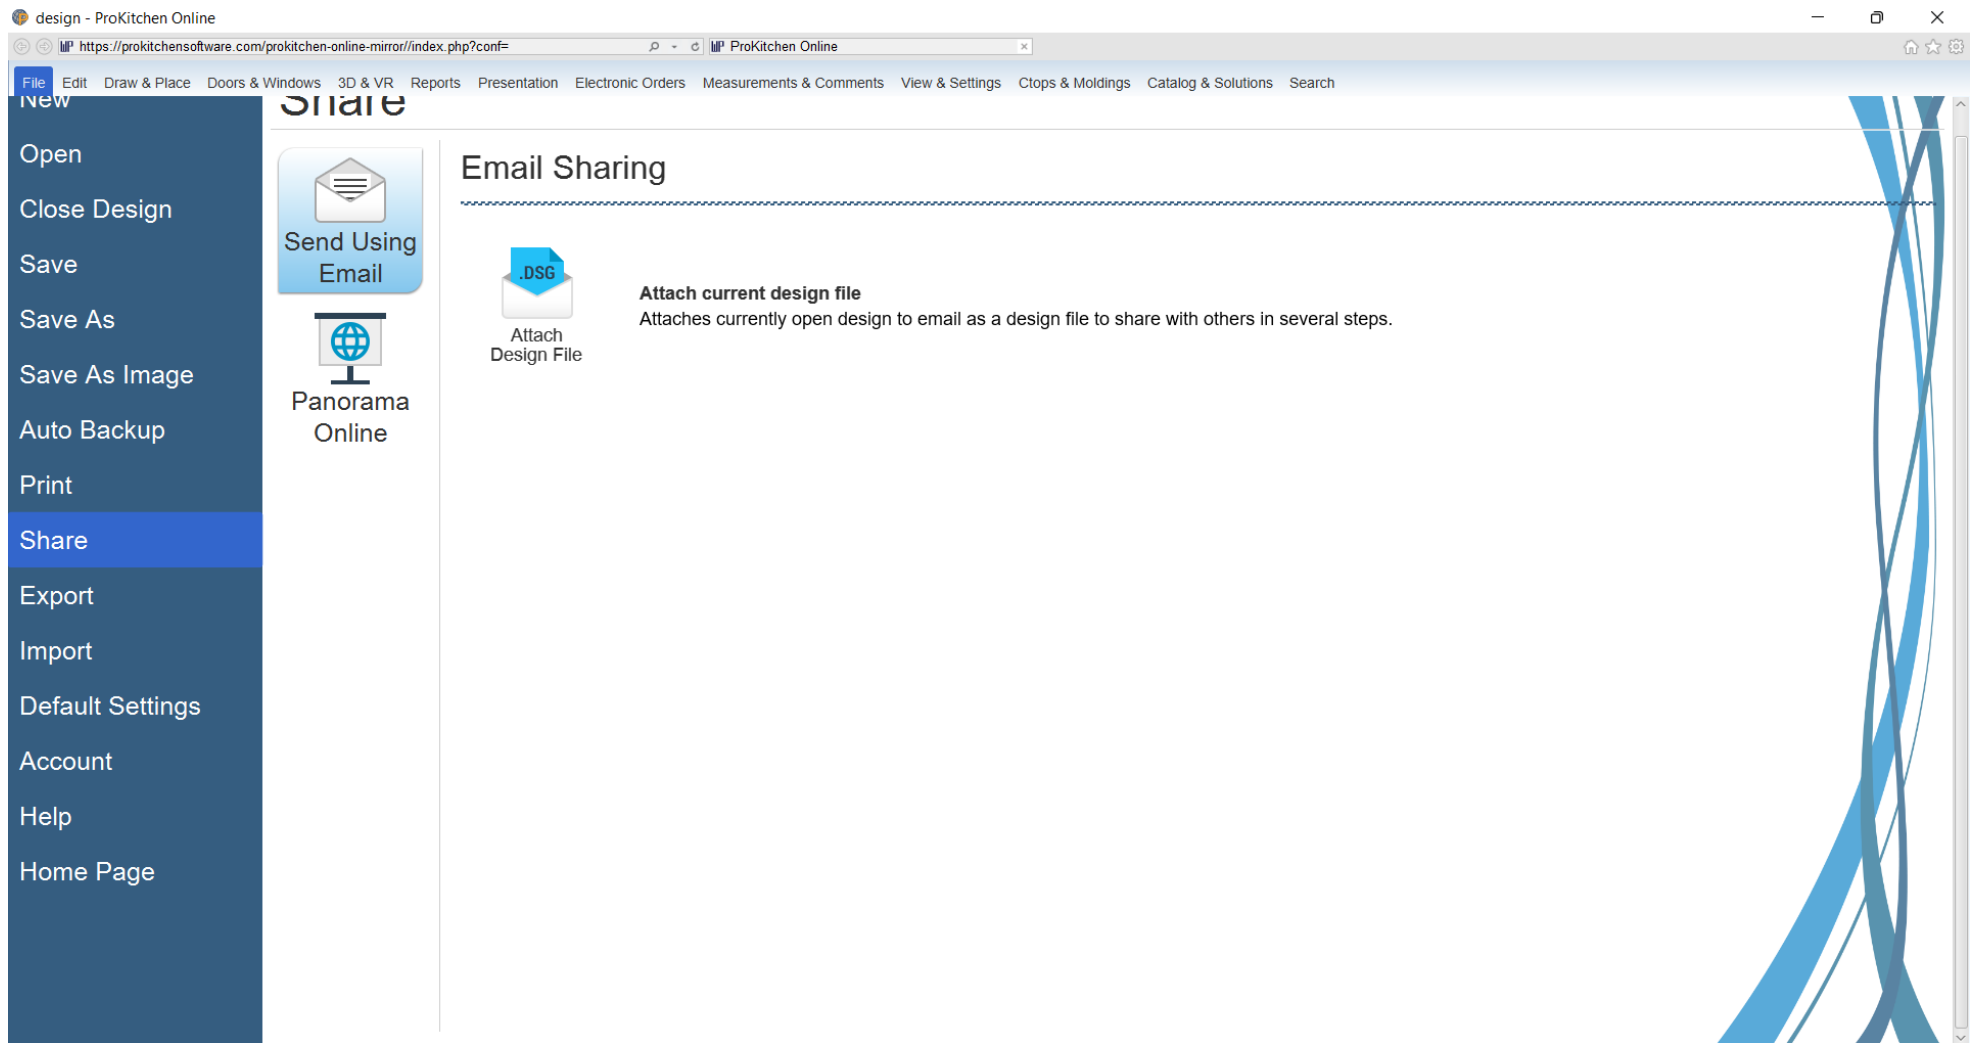 design - ProKitchen Online
https://prokitchensoftware.com/prokitchen-online-mirror//index.php?conf=
ProKitchen Online
File Edit Draw & Place Doors & Windows 3D & VR Reports Presentation Electronic Orders Measurements & Comments View & Settings Ctops & Moldings Catalog & Solutions Search
New
Open
Close Design
Save
Save As
Save As Image
Auto Backup
Print
Share
Export
Import
Default Settings
Account
Help
Home Page
Share
Send Using
Email
Panorama
Online
Email Sharing
.DSG
Attach
Design File
Attach current design file
Attaches currently open design to email as a design file to share with others in several steps.